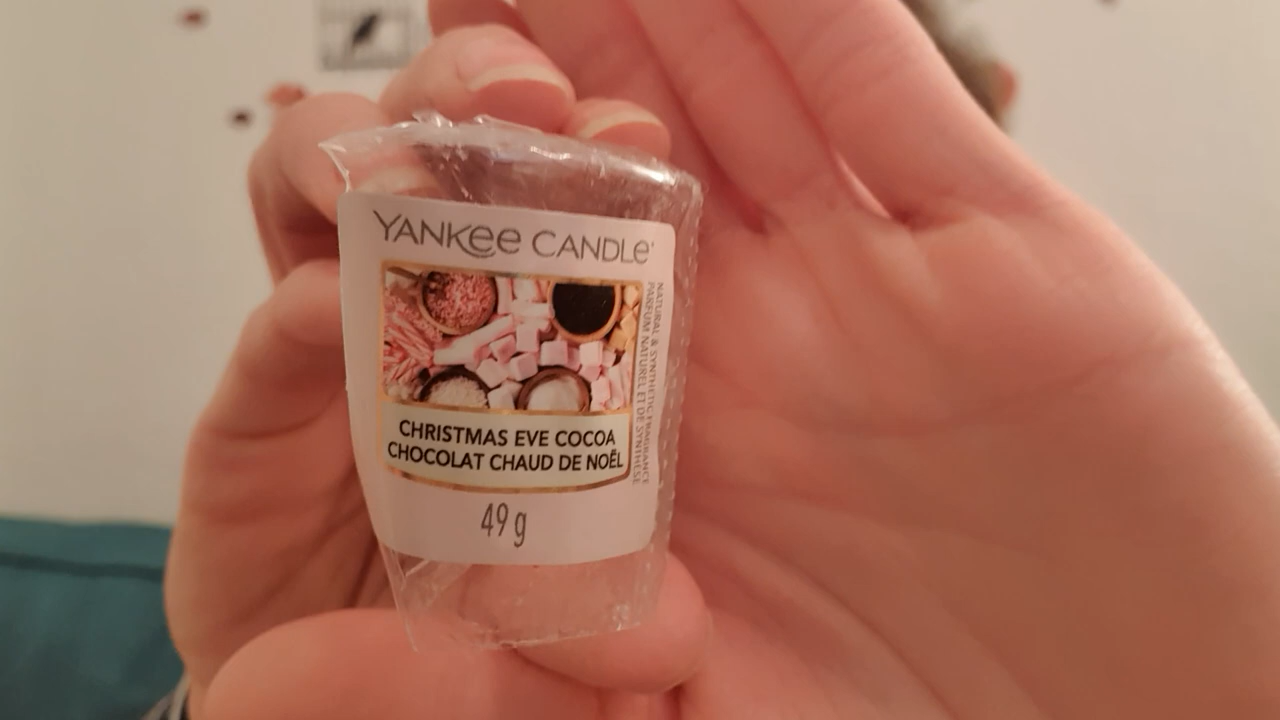 YANKEE CANDLE
CHRISTMAS EVE COCOA
CHOCOLAT CHAUD DE NOËL
49 g
NATURAL & SYNTHETIC FRAGRANCE
PARFUM NATUREL ET DE SYNTHÈSE